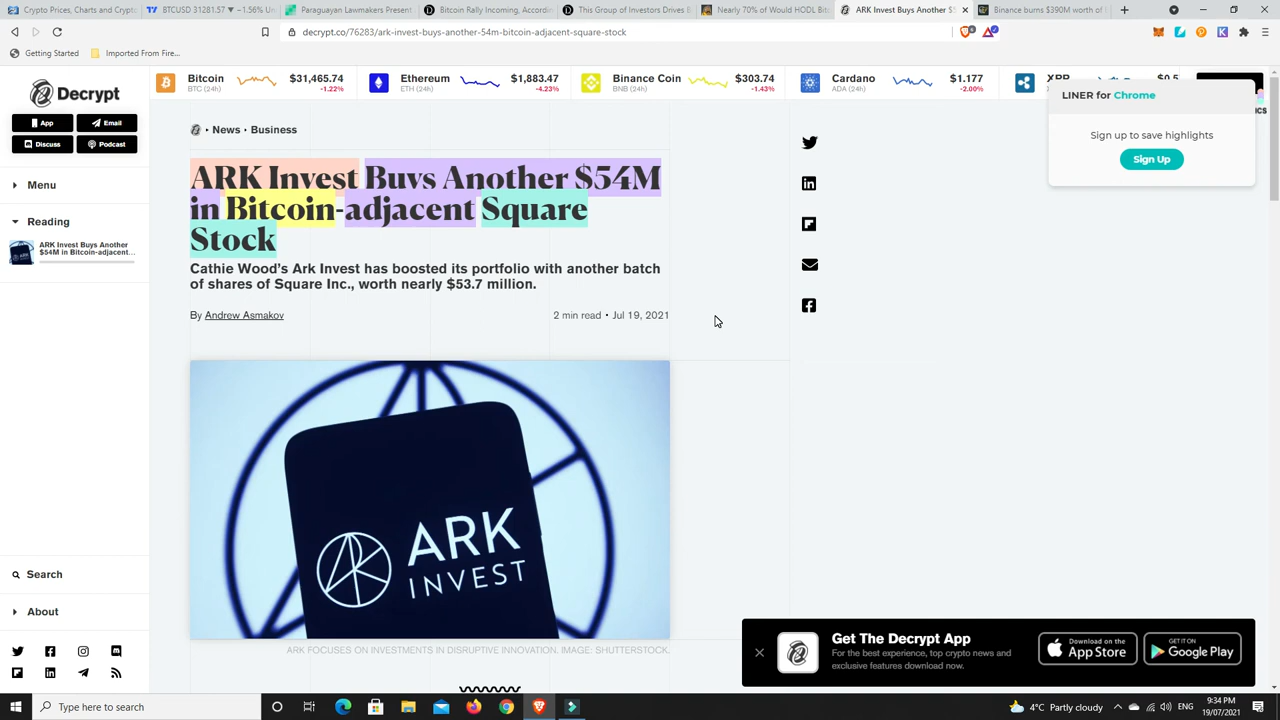 Crypto Prices, Charts and Crypto
BTCUSD 31281.57 ▼ −1.56% Un
Paraguayan Lawmakers Present
Bitcoin Rally Incoming, Accordin
This Group of Investors Drives B
Nearly 70% of Would HODL Bit
ARK Invest Buys Another $5
Binance burns $390M worth of
decrypt.co/76283/ark-invest-buys-another-54m-bitcoin-adjacent-square-stock
Getting Started
Imported From Fire...
Decrypt
App
Email
Discuss
Podcast
Menu
Reading
ARK Invest Buys Another
$54M in Bitcoin-adjacent...
Search
About
Bitcoin
BTC (24h)
$31,465.74
-1.22%
Ethereum
ETH (24h)
$1,883.47
-4.23%
Binance Coin
BNB (24h)
$303.74
-1.43%
Cardano
ADA (24h)
$1.177
-2.00%
XRP
$0.5
LINER for Chrome
Sign up to save highlights
Sign Up
News • Business
ARK Invest Buys Another $54M
in Bitcoin-adjacent Square
Stock
Cathie Wood's Ark Invest has boosted its portfolio with another batch
of shares of Square Inc., worth nearly $53.7 million.
By Andrew Asmakov
2 min read • Jul 19, 2021
ARK
INVEST
ARK FOCUSES ON INVESTMENTS IN DISRUPTIVE INNOVATION. IMAGE: SHUTTERSTOCK.
Get The Decrypt App
For the best experience, top crypto news and
exclusive features download now.
Download on the
App Store
GET IT ON
Google Play
Type here to search
4°C Partly cloudy
ENG
9:34 PM
19/07/2021